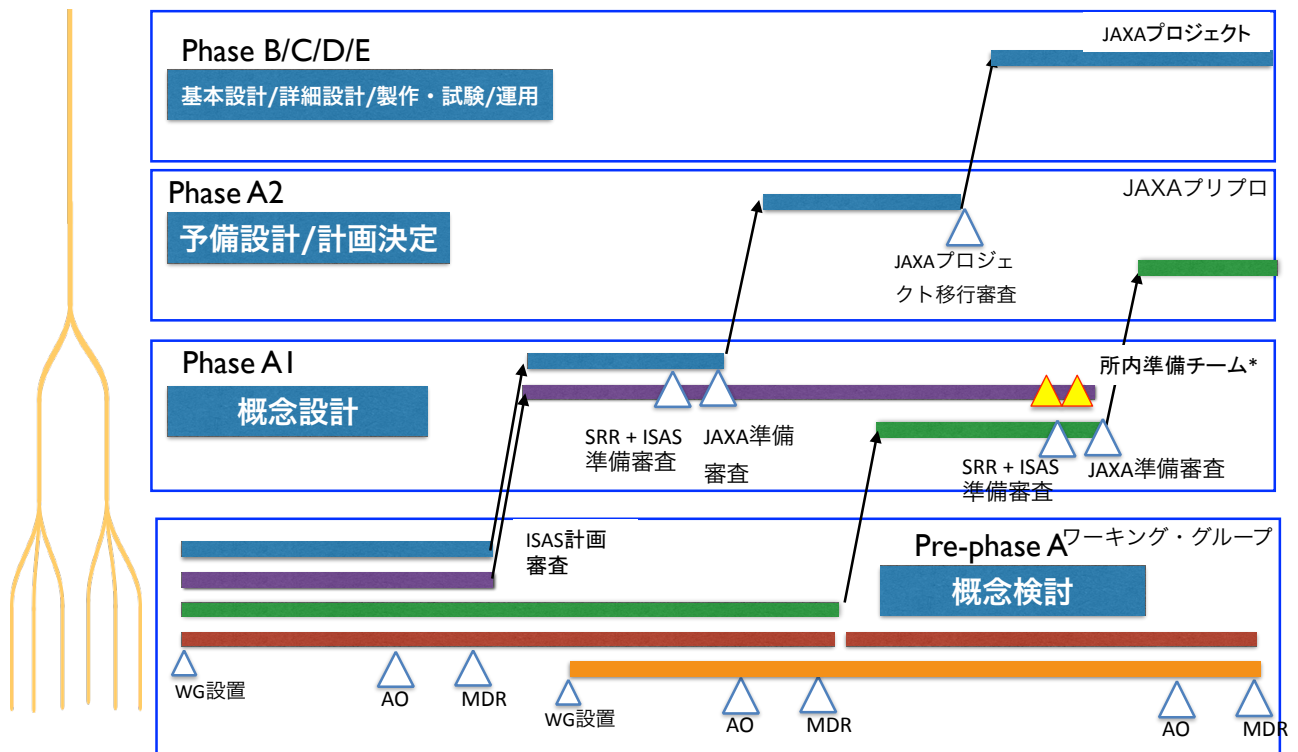 JAXAプロジェクト
Phase B/C/D/E
基本設計/詳細設計/製作・試験/運用
Phase A2
JAXAプリプロ
予備設計/計画決定
JAXAプロジェ
クト移行審査
Phase A1
所内準備チーム*
概念設計
SRR + ISAS
準備審査
JAXA準備
審査
SRR + ISAS
準備審査
JAXA準備審査
ISAS計画
審査
Pre-phase A
ワーキング・グループ
概念検討
WG設置
AO
MDR
WG設置
AO
MDR
AO
MDR